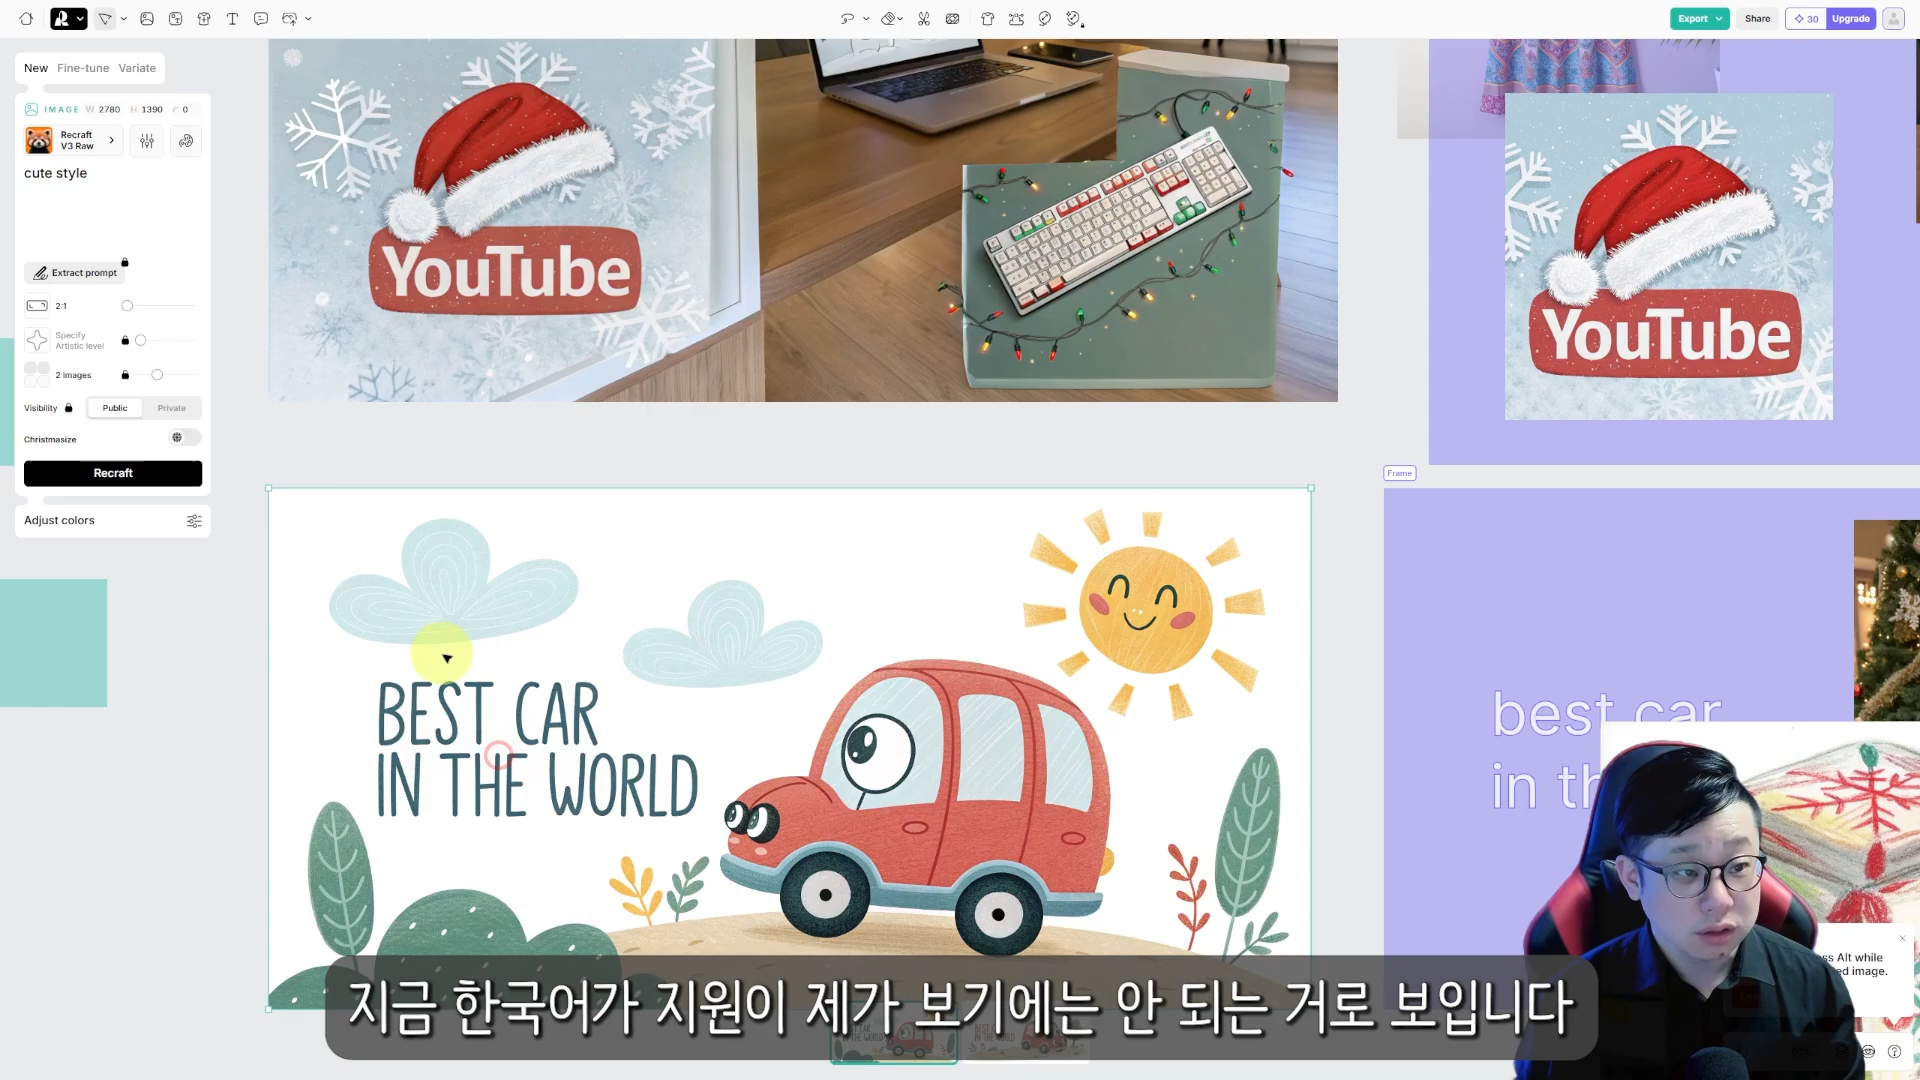 Export
Share
30
Upgrade
New
Fine-tune
Variate
IMAGE W 2780 H 1390 0
Recraft
V3 Raw
cute style
Extract prompt
2:1
Specify
Artistic level
2 images
Visibility
Public
Private
Christmasize
Recraft
Adjust colors
YouTube
YouTube
Frame
BEST CAR
IN THE WORLD
best car
in th
ss Alt while
ed image.
지금 한국어가 지원이 제가 보기에는 안 되는 거로 보입니다